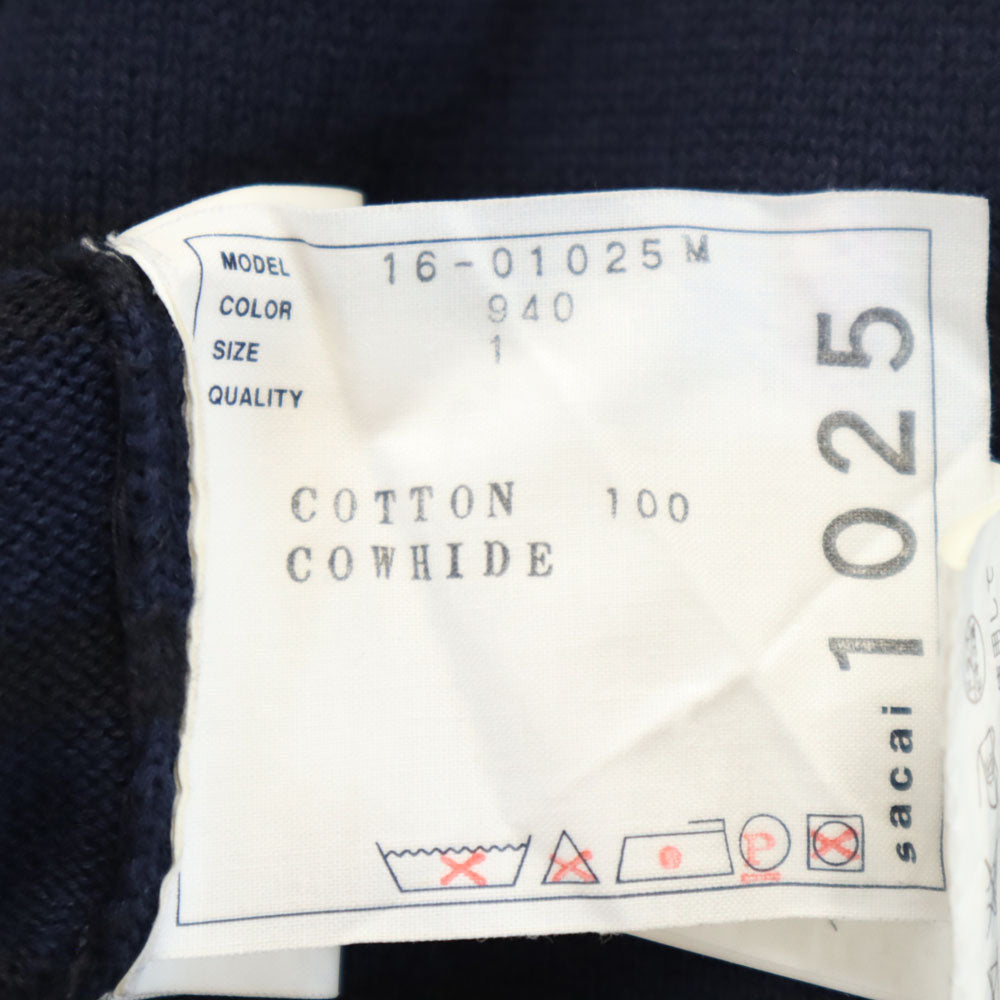 MODEL 16-01025M
COLOR 940
SIZE 1
QUALITY
COTTON 100
COWHIDE
P
sacai 1025